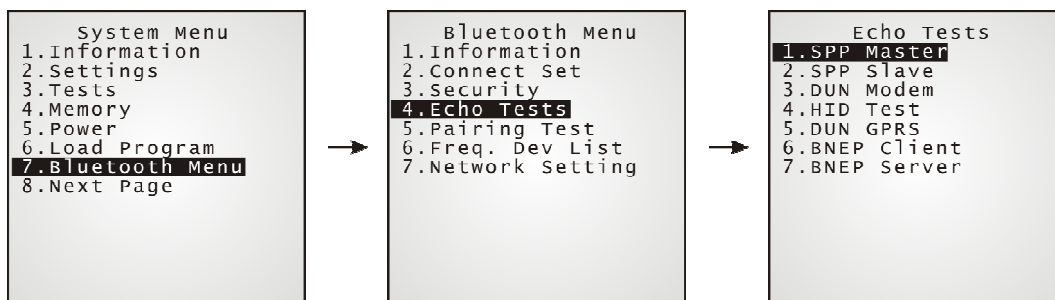 System Menu
1.Information
2.Settings
3.Tests
4.Memory
5.Power
6.Load Program
7.Bluetooth Menu
8.Next Page
Bluetooth Menu
1.Information
2.Connect Set
3.Security
4.Echo Tests
5.Pairing Test
6.Freq. Dev List
7.Network Setting
Echo Tests
1.SPP Master
2.SPP Slave
3.DUN Modem
4.HID Test
5.DUN GPRS
6.BNEP Client
7.BNEP Server